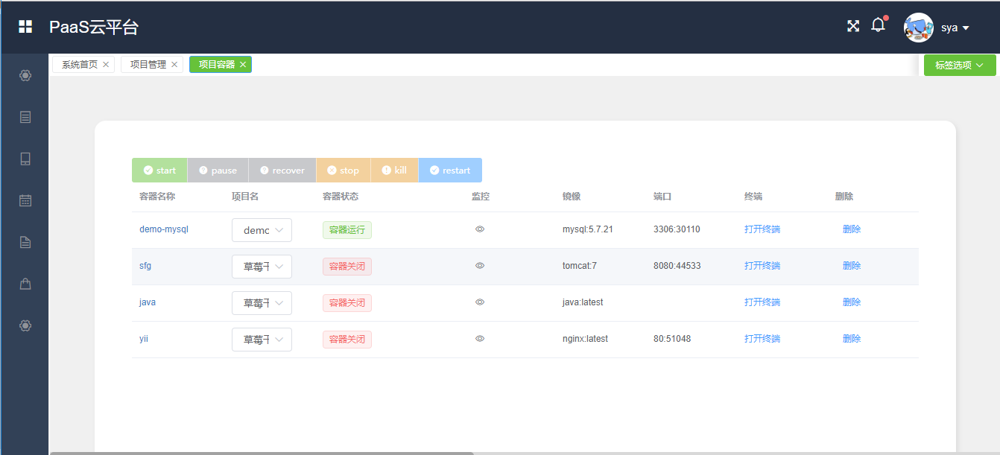 PaaS云平台
sya
系统首页
项目管理
项目容器
标签选项
start pause recover stop kill restart
容器名称 项目名 容器状态 监控 镜像 端口 终端 删除
demo-mysql demo 容器运行 mysql:5.7.21 3306:30110 打开终端 删除
sfg 草莓 容器关闭 tomcat:7 8080:44533 打开终端 删除
java 草莓 容器关闭 java:latest 打开终端 删除
yii 草莓 容器关闭 nginx:latest 80:51048 打开终端 删除